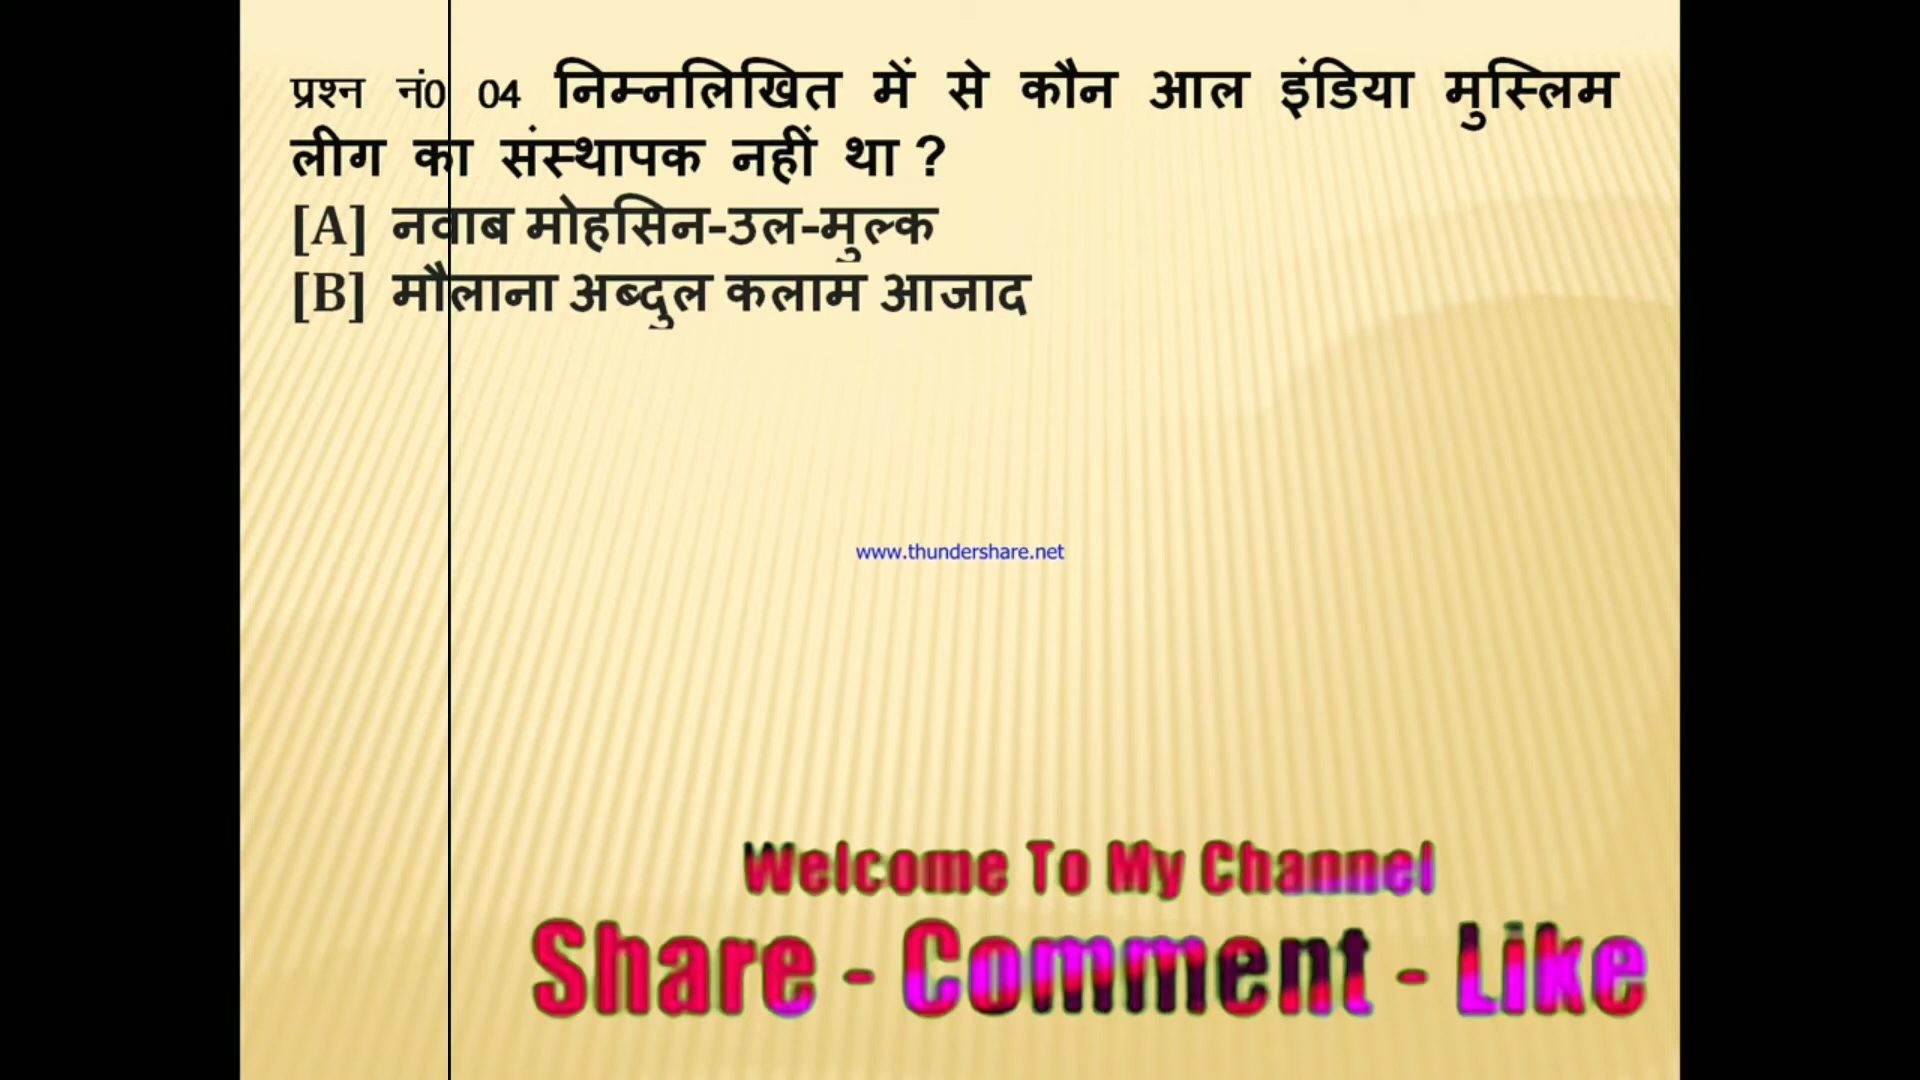 प्रश्न नं0 04 निम्नलिखित में से कौन आल इंडिया मुस्लिम
लीग का संस्थापक नहीं था ?
[A] नवाब मोहसिन-उल-मुल्क
[B] मौलाना अब्दुल कलाम आजाद
www.thundershare.net
Welcome To My Channel
Share - Comment - Like